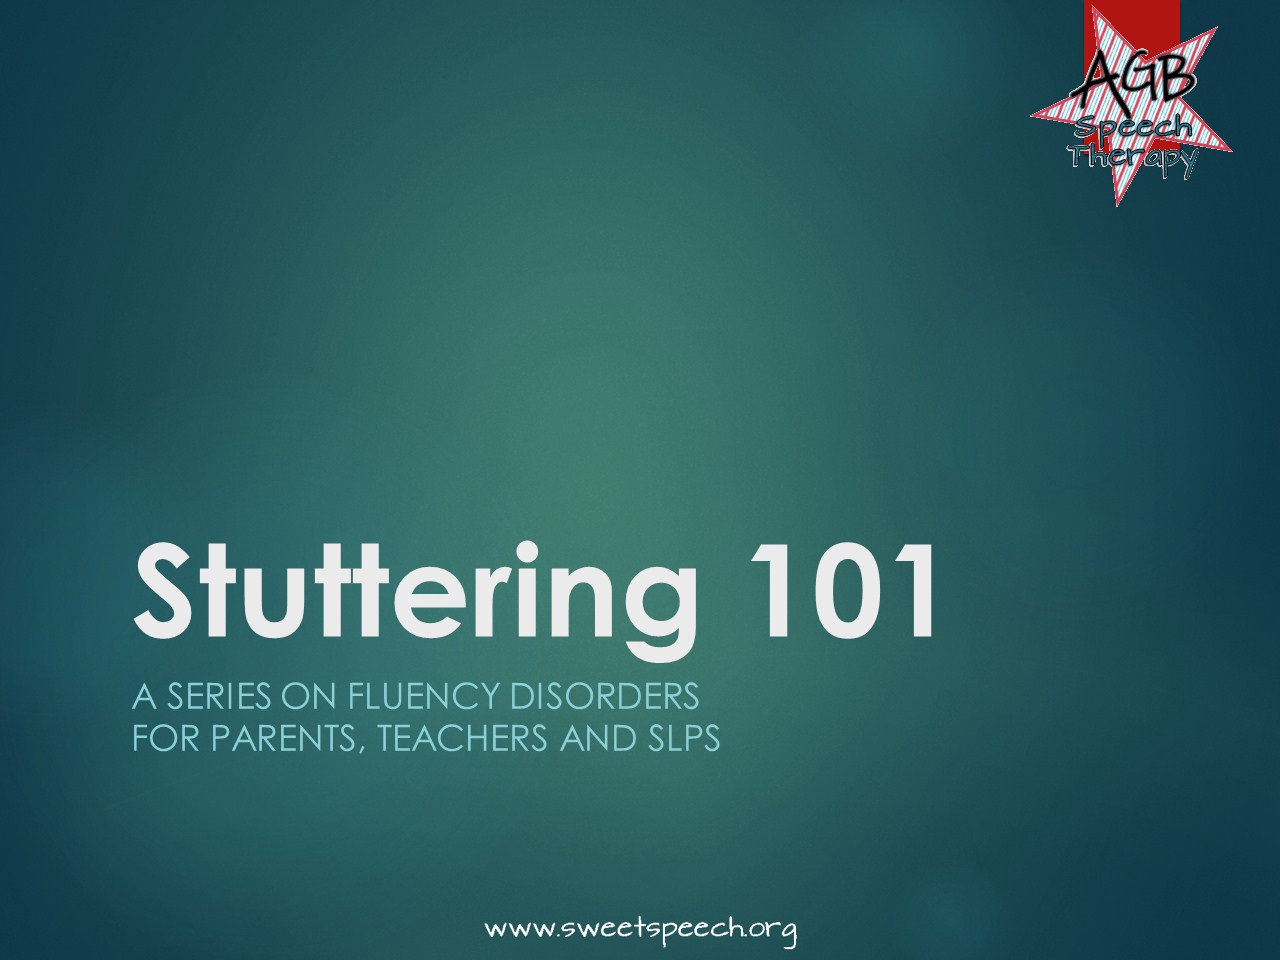 AGB
Speech
Therapy
Stuttering 101
A SERIES ON FLUENCY DISORDERS
FOR PARENTS, TEACHERS AND SLPS
www.sweetspeech.org